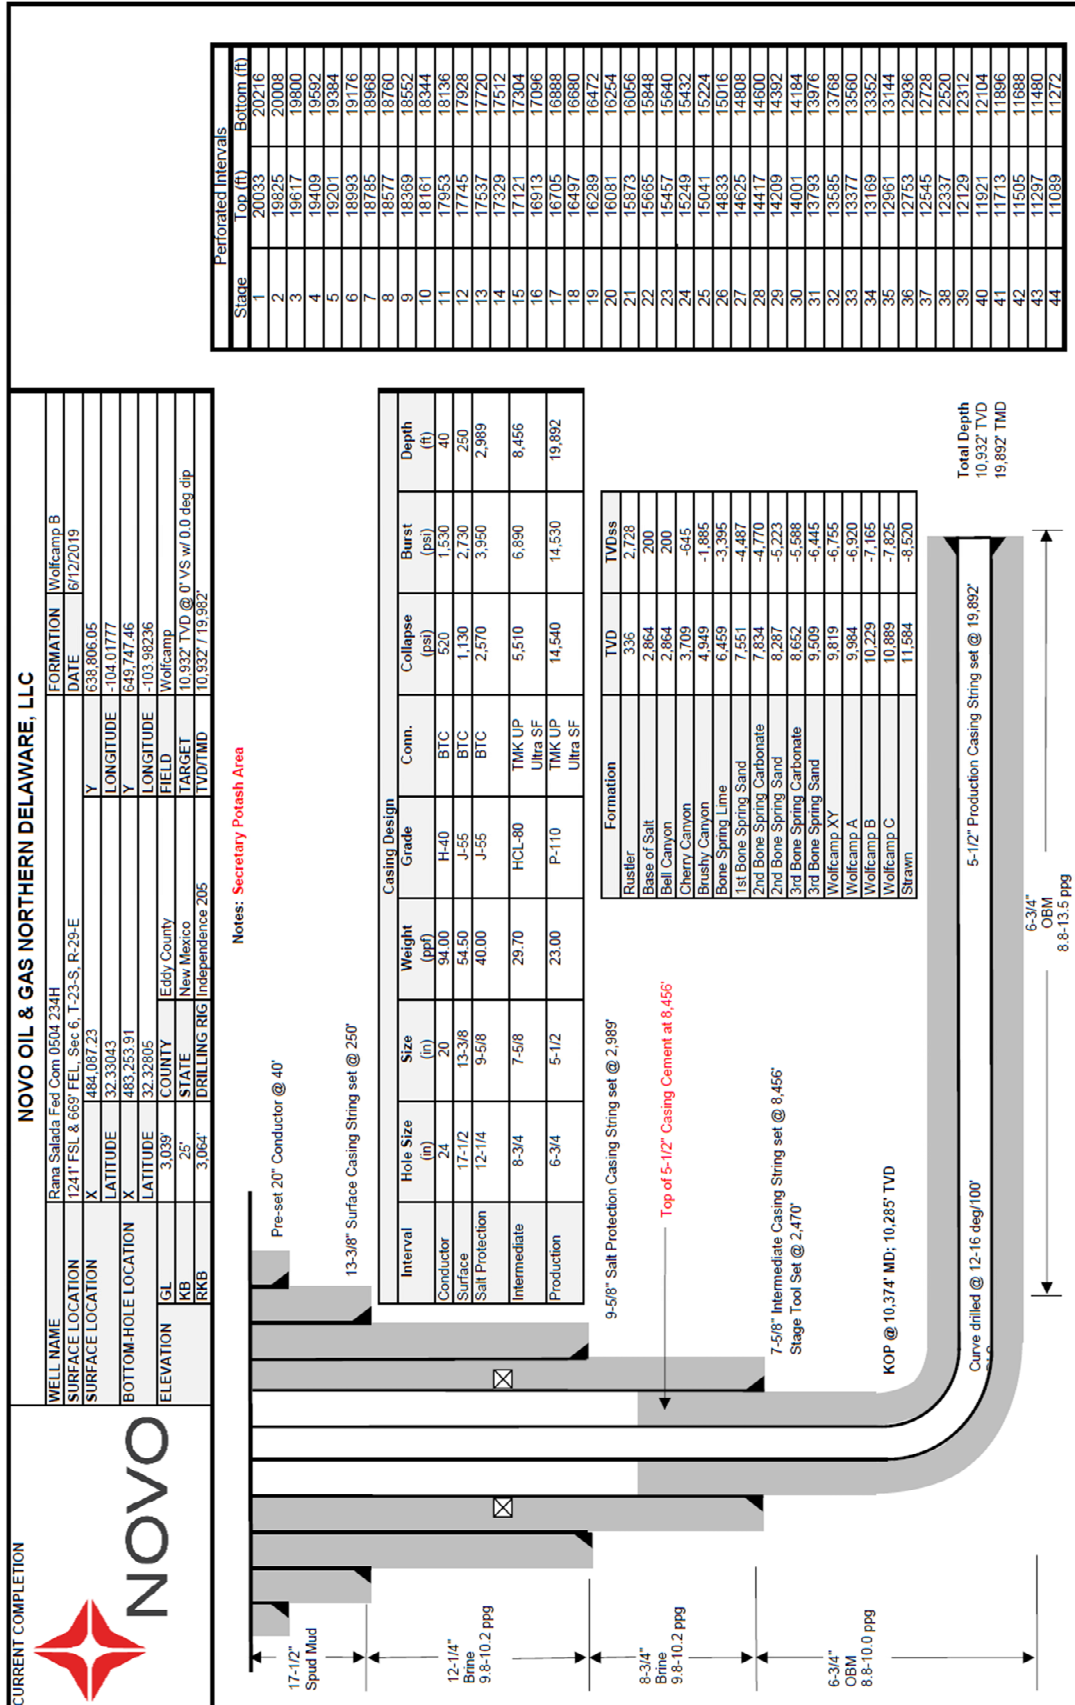 CURRENT COMPLETION
NOVO
NOVO OIL & GAS NORTHERN DELAWARE, LLC
WELL NAME Rana Salada Fed Com 0504 234H FORMATION Wolfcamp B
SURFACE LOCATION 1241' FSL & 669' FEL, Sec 6, T-23-S, R-29-E DATE 6/12/2019
SURFACE LOCATION X 484,087.23 Y 638,806.05
LATITUDE 32.33043 LONGITUDE -104.01777
BOTTOM-HOLE LOCATION X 483,253.91 Y 649,747.46
LATITUDE 32.32805 LONGITUDE -103.98236
ELEVATION GL 3,039' COUNTY Eddy County FIELD Wolfcamp
KB 25' STATE New Mexico TARGET 10,932' TVD @ 0' VS w/ 0.0 deg dip
RKB 3,064' DRILLING RIG Independence 205 TVD/TMD 10,932' / 19,982'
Notes: Secretary Potash Area
Pre-set 20" Conductor @ 40'
13-3/8" Surface Casing String set @ 250'
Casing Design
Interval Hole Size (in) Size (in) Weight (ppf) Grade Conn. Collapse (psi) Burst (psi) Depth (ft)
Conductor 24 20 94.00 H-40 BTC 520 1,530 40
Surface 17-1/2 13-3/8 54.50 J-55 BTC 1,130 2,730 250
Salt Protection 12-1/4 9-5/8 40.00 J-55 BTC 2,570 3,950 2,989
Intermediate 8-3/4 7-5/8 29.70 HCL-80 TMK UP Ultra SF 5,510 6,890 8,456
Production 6-3/4 5-1/2 23.00 P-110 TMK UP Ultra SF 14,540 14,530 19,892
9-5/8" Salt Protection Casing String set @ 2,989'
Top of 5-1/2" Casing Cement at 8,456'
7-5/8" Intermediate Casing String set @ 8,456'
Stage Tool Set @ 2,470'
KOP @ 10,374' MD; 10,285' TVD
Curve drilled @ 12-16 deg/100'
Formation TVD TVDss
Rustler 336 2,728
Base of Salt 2,864 200
Bell Canyon 2,864 200
Cherry Canyon 3,709 -645
Brushy Canyon 4,949 -1,885
Bone Spring Lime 6,459 -3,395
1st Bone Spring Sand 7,551 -4,487
2nd Bone Spring Carbonate 7,834 -4,770
2nd Bone Spring Sand 8,287 -5,223
3rd Bone Spring Carbonate 8,652 -5,588
3rd Bone Spring Sand 9,509 -6,445
Wolfcamp XY 9,819 -6,755
Wolfcamp A 9,984 -6,920
Wolfcamp B 10,229 -7,165
Wolfcamp C 10,889 -7,825
Strawn 11,584 -8,520
5-1/2" Production Casing String set @ 19,892'
Total Depth
10,932' TVD
19,892' TMD
6-3/4"
OBM
8.8-13.5 ppg
17-1/2"
Spud Mud
12-1/4"
Brine
9.8-10.2 ppg
8-3/4"
Brine
9.8-10.2 ppg
6-3/4"
OBM
8.8-10.0 ppg
Perforated Intervals
Stage Top (ft) Bottom (ft)
1 20033 20216
2 18825 20008
3 19617 19800
4 19409 19592
5 19201 19384
6 18993 19176
7 18785 18968
8 18577 18760
9 18369 18552
10 18161 18344
11 17953 18136
12 17745 17928
13 17537 17720
14 17329 17512
15 17121 17304
16 16913 17096
17 16705 16888
18 16497 16680
19 16289 16472
20 16081 16254
21 15873 16056
22 15665 15848
23 15457 15640
24 15249 15432
25 15041 15224
26 14833 15016
27 14625 14808
28 14417 14600
29 14209 14392
30 14001 14184
31 13793 13976
32 13585 13768
33 13377 13560
34 13169 13352
35 12961 13144
36 12753 12936
37 12545 12728
38 12337 12520
39 12129 12312
40 11921 12104
41 11713 11896
42 11505 11688
43 11297 11480
44 11089 11272